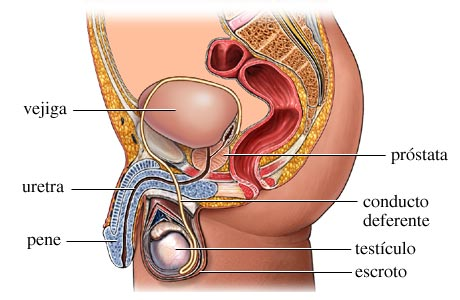 vejiga
próstata
uretra
conducto
deferente
pene
testículo
escroto